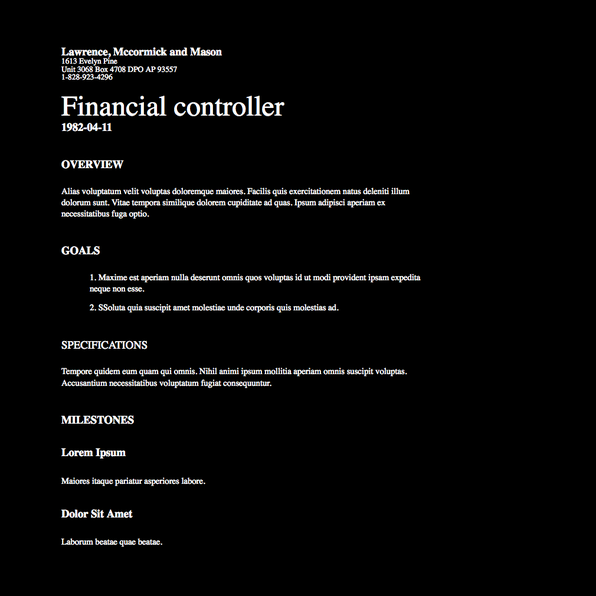 Lawrence, Mccormick and Mason
1613 Evelyn Pine
Unit 3068 Box 4708 DPO AP 93557
1-828-923-4296
Financial controller
1982-04-11
OVERVIEW
Alias voluptatum velit voluptas doloremque maiores. Facilis quis exercitationem natus deleniti illum
dolorum sunt. Vitae tempora similique dolorem cupiditate ad quas. Ipsum adipisci aperiam ex
necessitatibus fuga optio.
GOALS
1. Maxime est aperiam nulla deserunt omnis quos voluptas id ut modi provident ipsam expedita
neque non esse.
2. SSoluta quia suscipit amet molestiae unde corporis quis molestias ad.
SPECIFICATIONS
Tempore quidem eum quam qui omnis. Nihil animi ipsum mollitia aperiam omnis suscipit voluptas.
Accusantium necessitatibus voluptatum fugiat consequuntur.
MILESTONES
Lorem Ipsum
Maiores itaque pariatur asperiores labore.
Dolor Sit Amet
Laborum beatae quae beatae.